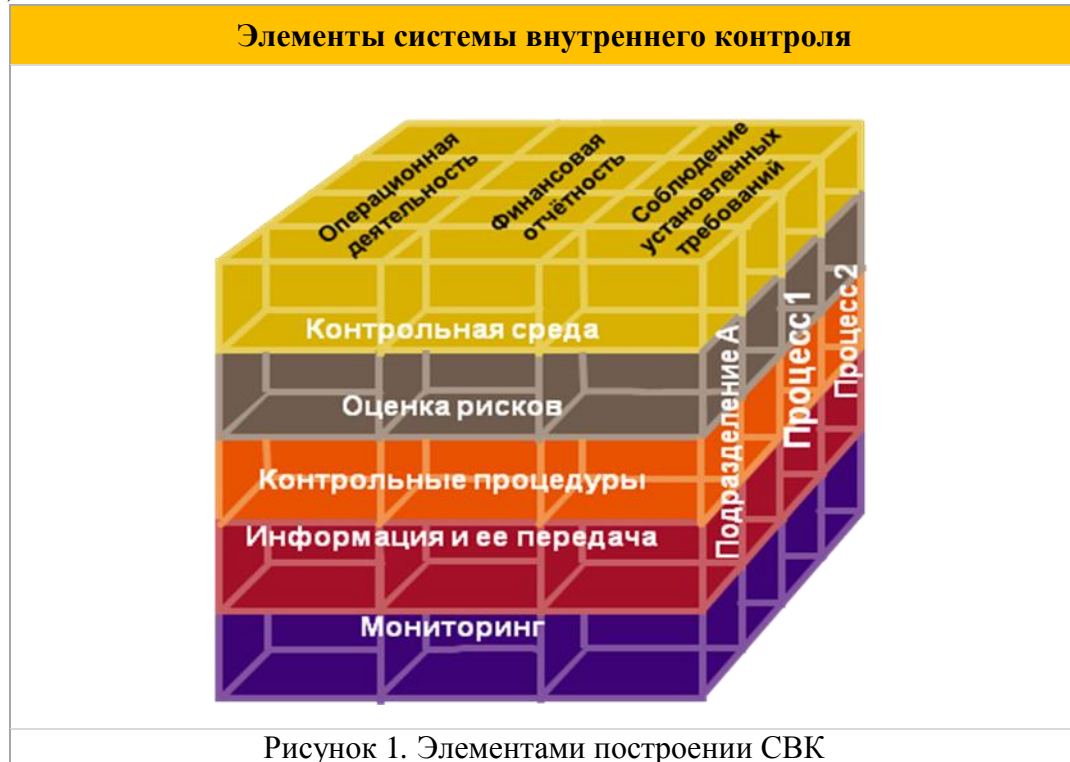 Элементы системы внутреннего контроля
Операционная
деятельность
Финансовая
отчётность
Соблюдение
установленных
требований
Контрольная среда
Оценка рисков
Контрольные процедуры
Информация и ее передача
Мониторинг
Подразделение А
Процесс 1
Процесс 2
Рисунок 1. Элементами построении СВК